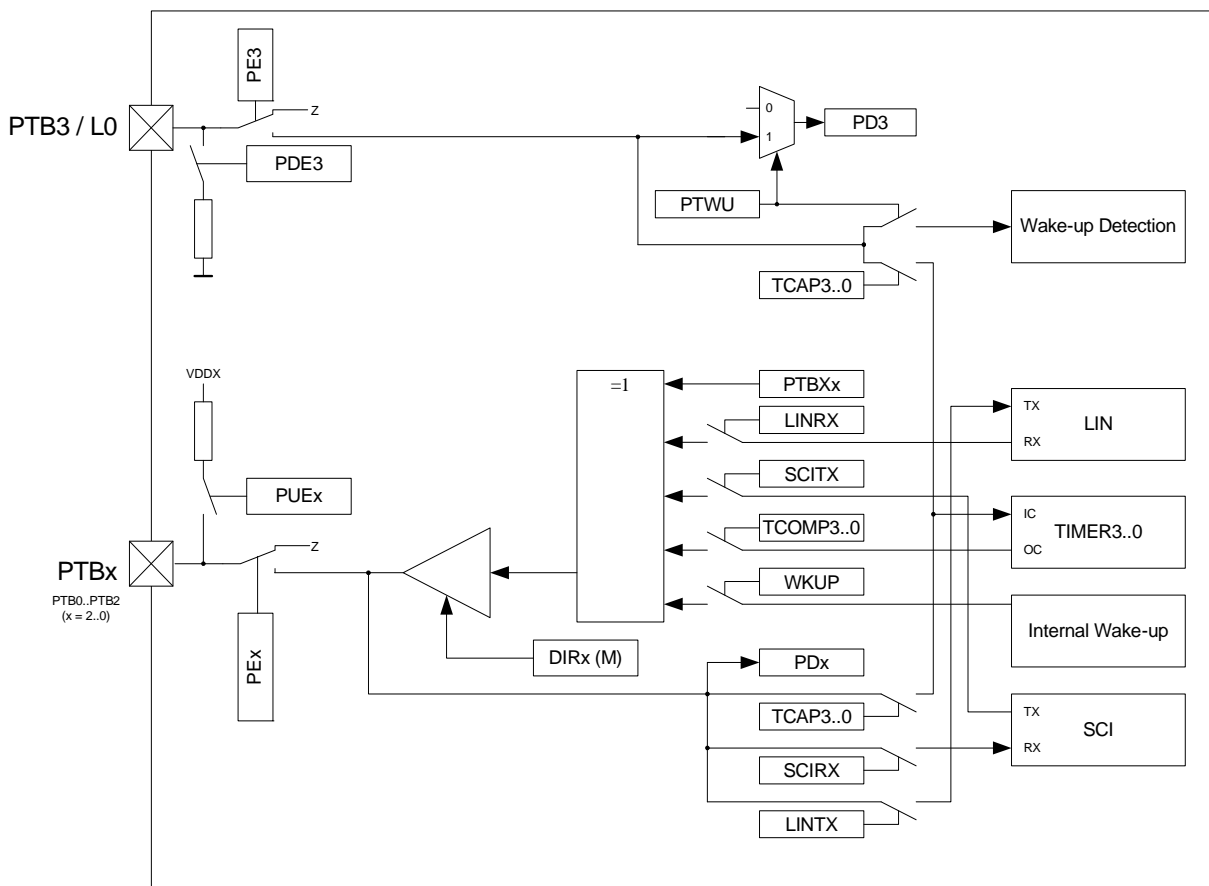 PE3
PTB3 / L0
Z
0
1
PD3
PDE3
PTWU
Wake-up Detection
TCAP3..0
VDDX
=1
PTBXx
LINRX
TX
LIN
RX
SCITX
PUEx
TCOMP3..0
IC
TIMER3..0
OC
Z
PTBx
PTB0..PTB2
(x = 2..0)
WKUP
Internal Wake-up
DIRx (M)
PDx
PEx
TCAP3..0
TX
SCI
RX
SCIRX
LINTX